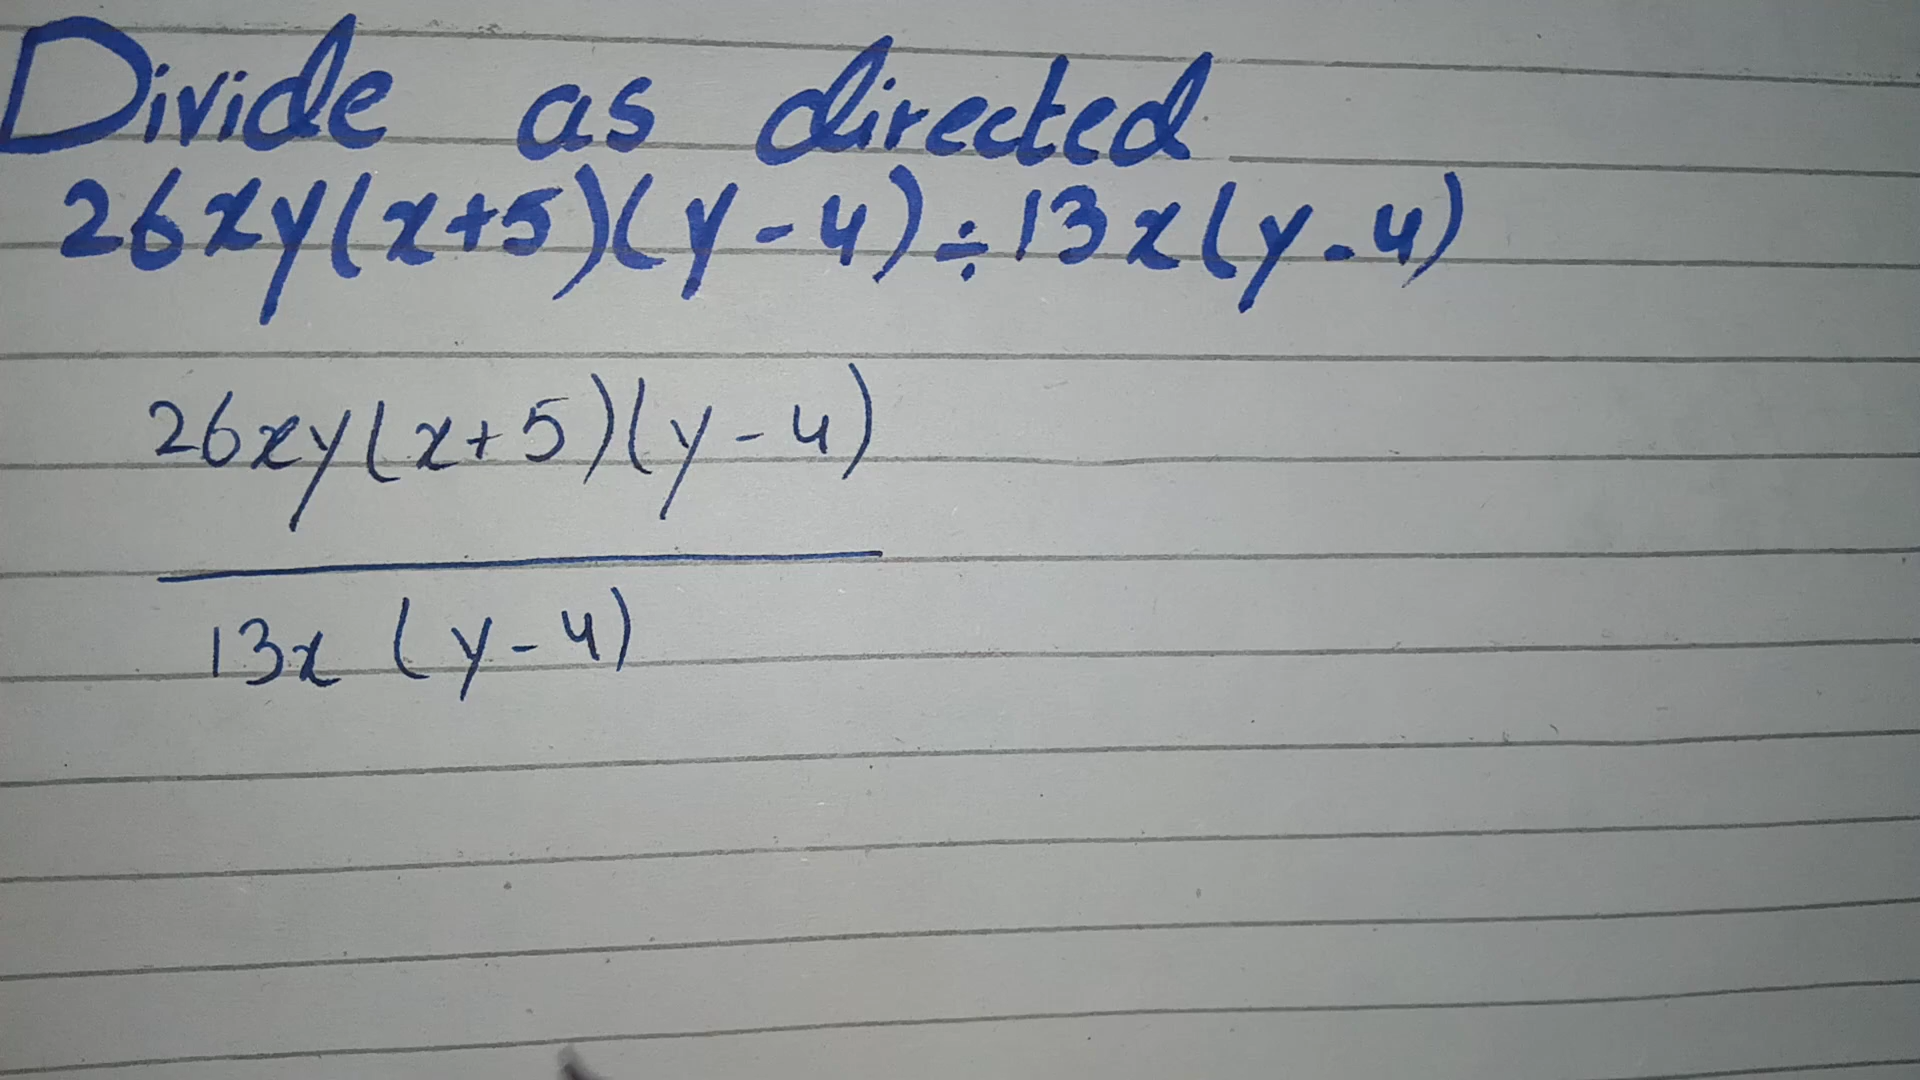 Divide as directed
26xy(x+5)(y-4)÷13x(y-4)
26xy(x+5)(y-4)
13x (y-4)